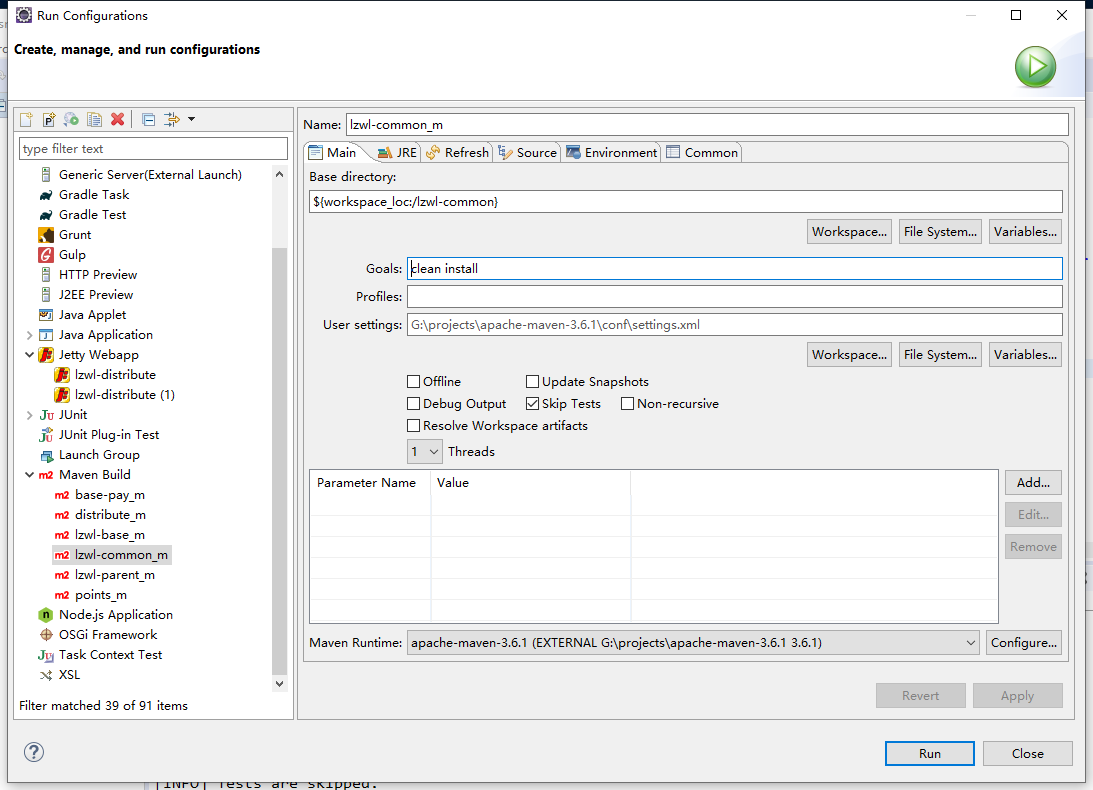 Run Configurations
Create, manage, and run configurations
type filter text
Generic Server(External Launch)
Gradle Task
Gradle Test
Grunt
Gulp
HTTP Preview
J2EE Preview
Java Applet
Java Application
Jetty Webapp
lzwl-distribute
lzwl-distribute (1)
JUnit
JUnit Plug-in Test
Launch Group
Maven Build
base-pay_m
distribute_m
lzwl-base_m
lzwl-common_m
lzwl-parent_m
points_m
Node.js Application
OSGi Framework
Task Context Test
XSL
Filter matched 39 of 91 items
Name: lzwl-common_m
Main JRE Refresh Source Environment Common
Base directory:
${workspace_loc:/lzwl-common}
Workspace... File System... Variables...
Goals: clean install
Profiles:
User settings: G:\projects\apache-maven-3.6.1\conf\settings.xml
Workspace... File System... Variables...
Offline Update Snapshots
Debug Output Skip Tests Non-recursive
Resolve Workspace artifacts
1 Threads
Parameter Name Value
Add...
Edit...
Remove
Maven Runtime: apache-maven-3.6.1 (EXTERNAL G:\projects\apache-maven-3.6.1 3.6.1) Configure...
Revert Apply
Run Close
[INFO] Tests are skipped.